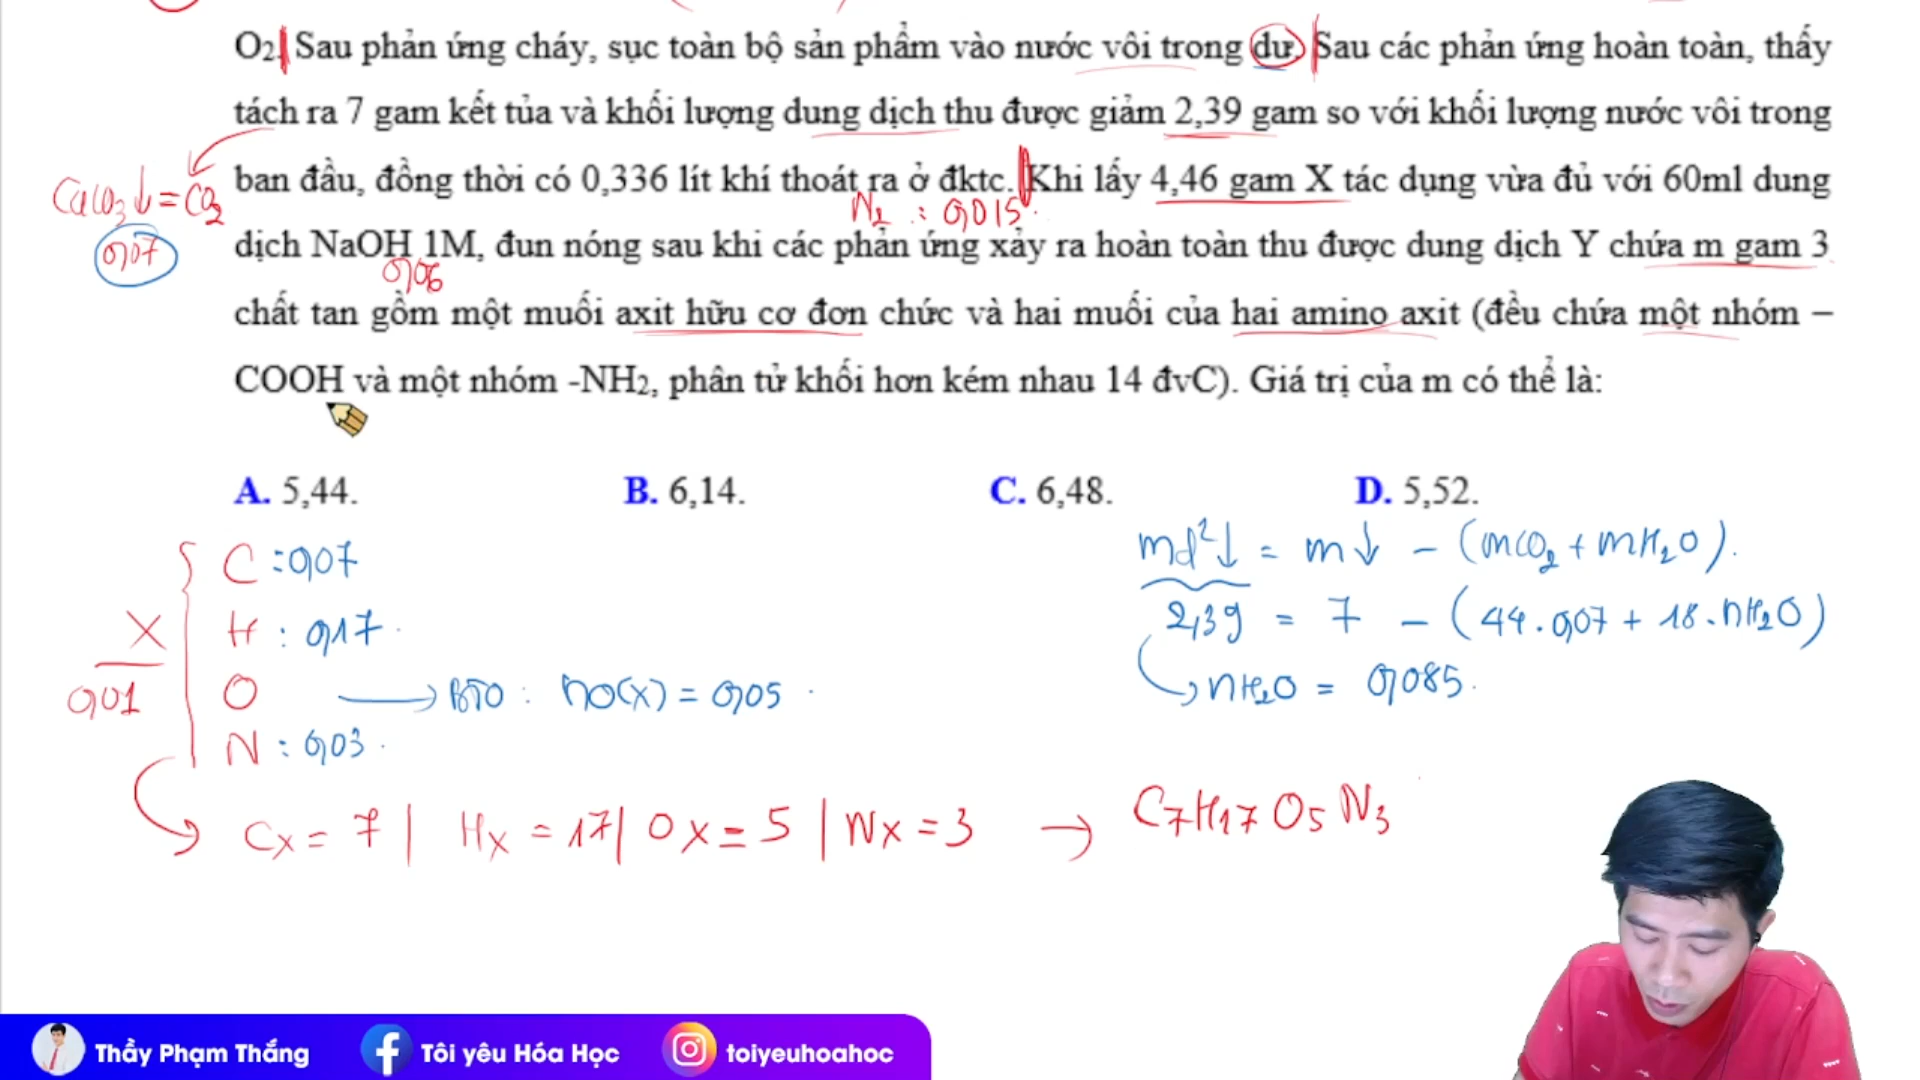 O2. Sau phản ứng cháy, sục toàn bộ sản phẩm vào nước vôi trong dư. Sau các phản ứng hoàn toàn, thấy
tách ra 7 gam kết tủa và khối lượng dung dịch thu được giảm 2,39 gam so với khối lượng nước vôi trong
ban đầu, đồng thời có 0,336 lít khí thoát ra ở đktc. Khi lấy 4,46 gam X tác dụng vừa đủ với 60ml dung
CaCO3↓ = CO2
N2 : 0,015
0,07
dịch NaOH 1M, đun nóng sau khi các phản ứng xảy ra hoàn toàn thu được dung dịch Y chứa m gam 3
0,06
chất tan gồm một muối axit hữu cơ đơn chức và hai muối của hai amino axit (đều chứa một nhóm –
COOH và một nhóm -NH2, phân tử khối hơn kém nhau 14 đvC). Giá trị của m có thể là:
A. 5,44. B. 6,14. C. 6,48. D. 5,52.
md²↓ = m↓ – (mCO2 + mH2O).
2,39 = 7 – (44.0,07 + 18.nH2O)
nH2O = 0,085.
X
0,01
C : 0,07
H : 0,17
O → BTO : nO(X) = 0,05
N : 0,03
Cx = 7 | Hx = 17 | Ox = 5 | Nx = 3 → C7H17O5N3
Thầy Phạm Thắng Tôi yêu Hóa Học toiyeuhoahoc